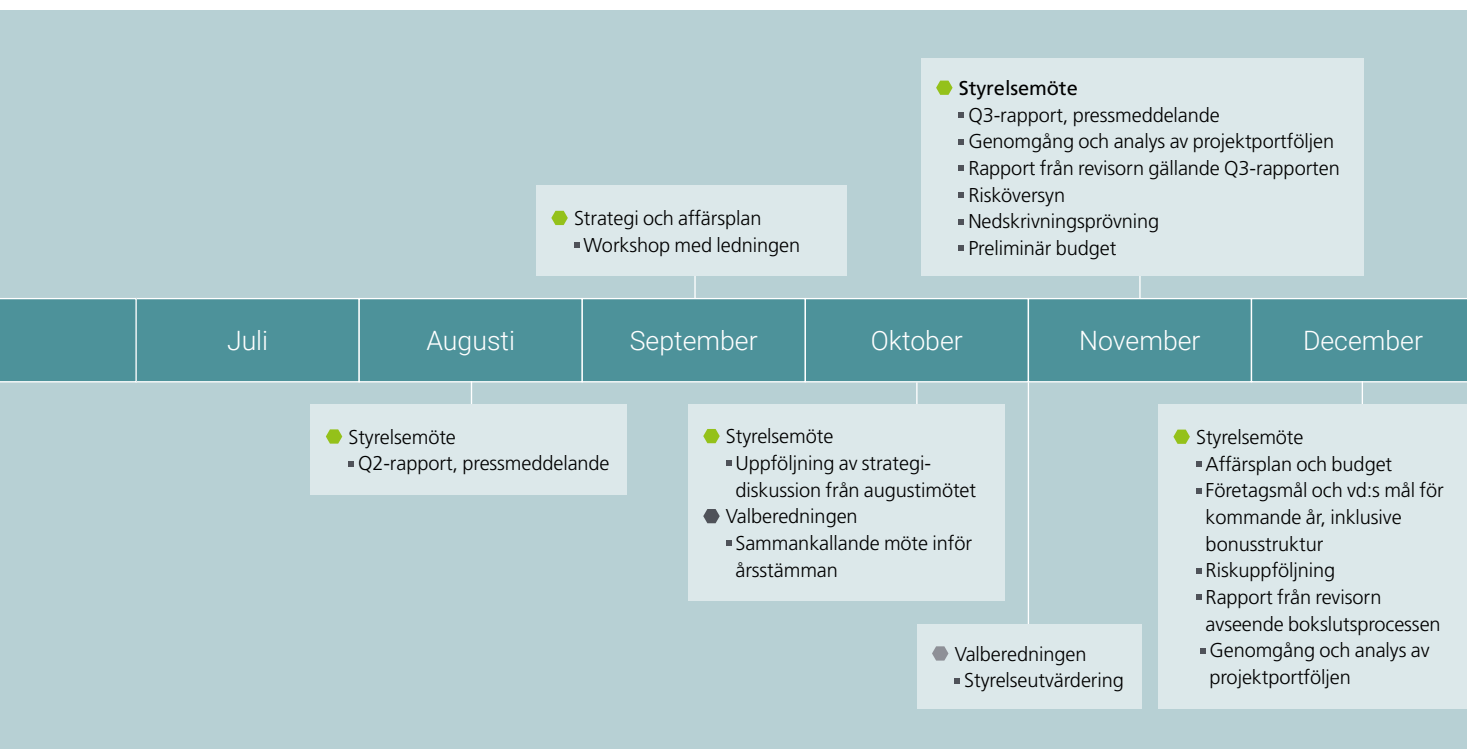 Styrelsemöte
Q3-rapport, pressmeddelande
Genomgång och analys av projektportföljen
Rapport från revisorn gällande Q3-rapporten
Risköversyn
Nedskrivningsprövning
Preliminär budget
Strategi och affärsplan
Workshop med ledningen
Juli
Augusti
September
Oktober
November
December
Styrelsemöte
Q2-rapport, pressmeddelande
Styrelsemöte
Uppföljning av strategi-
diskussion från augustimötet
Valberedningen
Sammankallande möte inför
årsstämman
Valberedningen
Styrelseutvärdering
Styrelsemöte
Affärsplan och budget
Företagsmål och vd:s mål för
kommande år, inklusive
bonusstruktur
Riskuppföljning
Rapport från revisorn
avseende bokslutsprocessen
Genomgång och analys av
projektportföljen